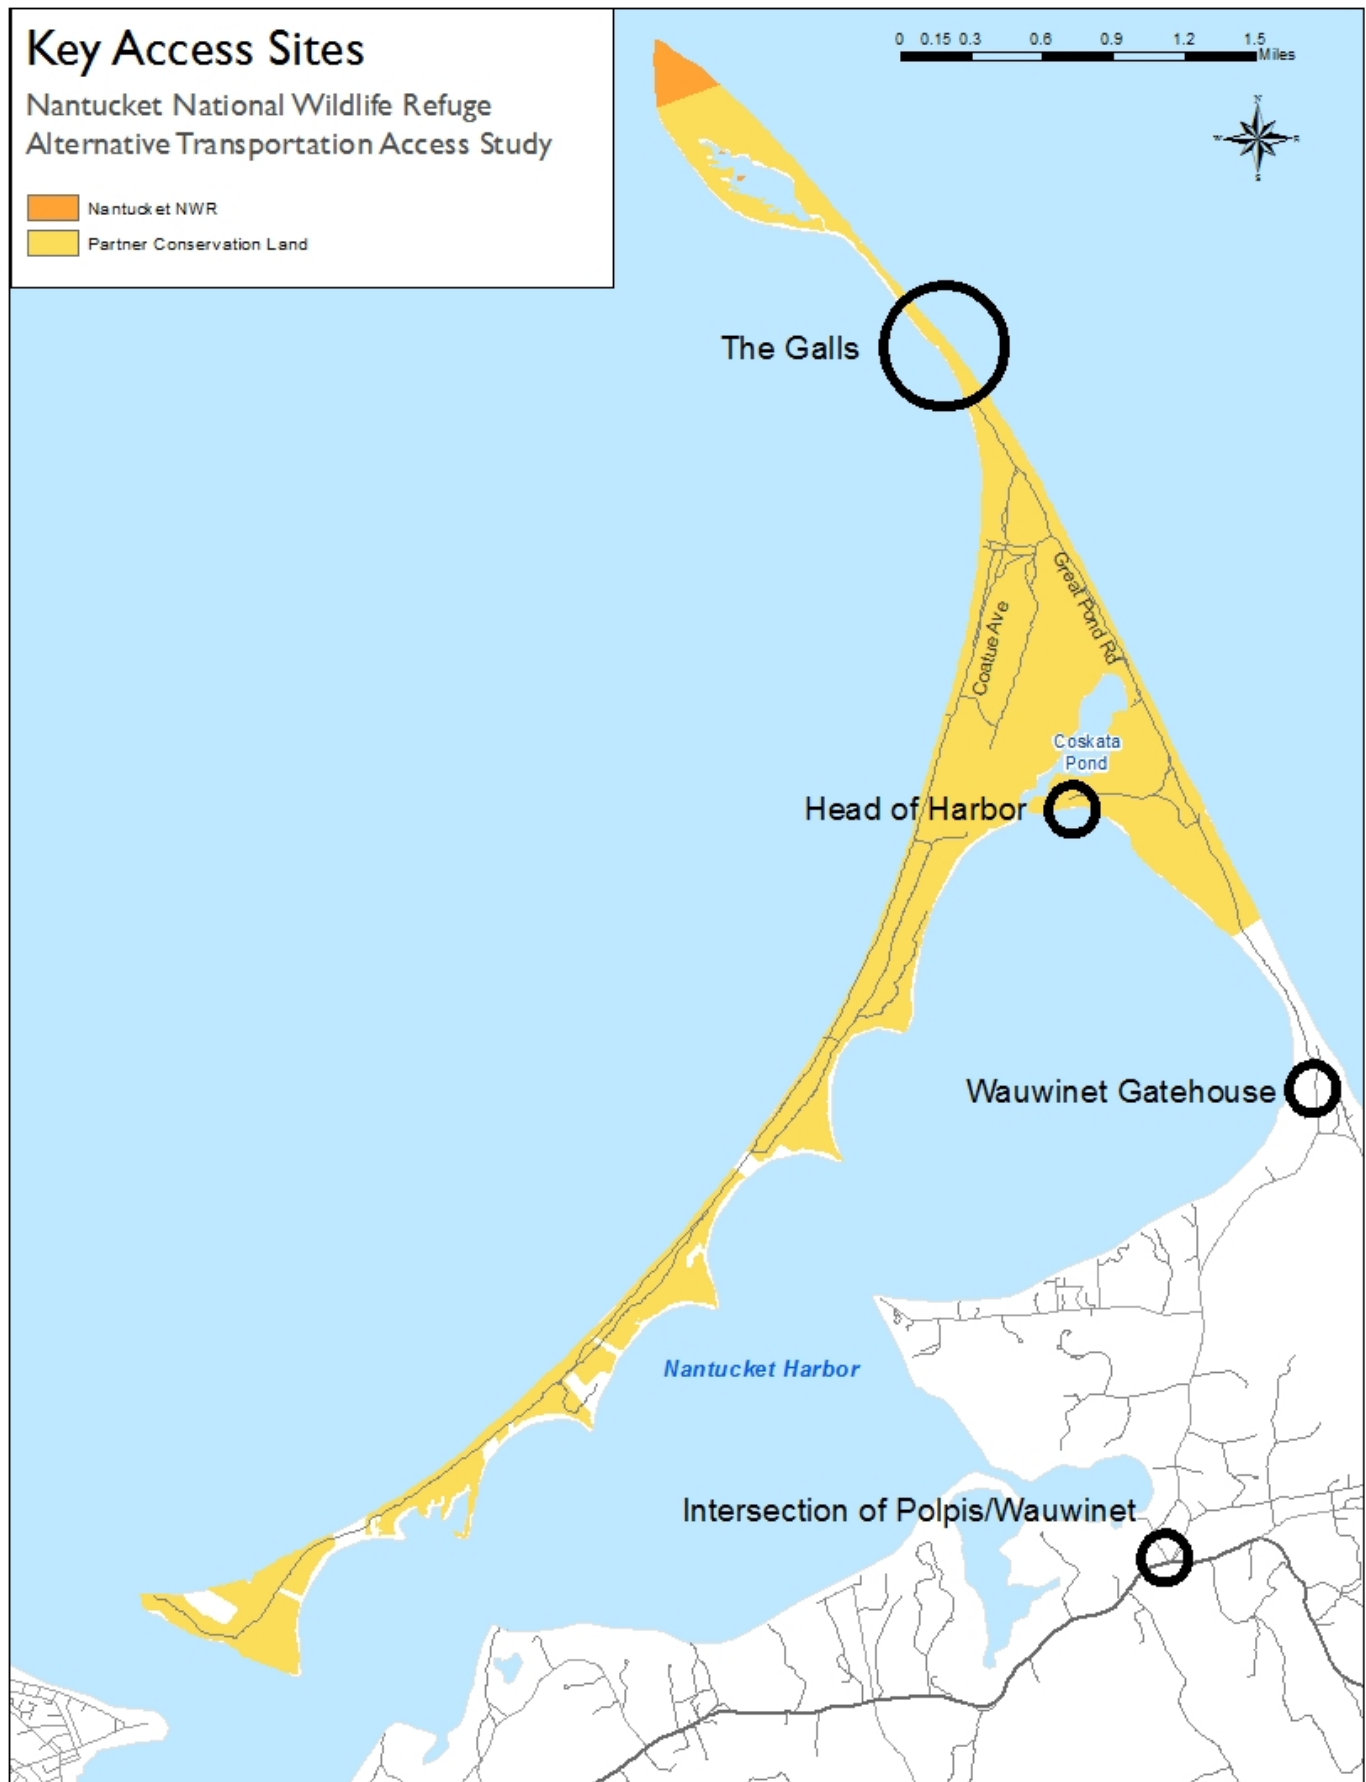 Key Access Sites
Nantucket National Wildlife Refuge
Alternative Transportation Access Study
Nantucket NWR
Partner Conservation Land
0 0.15 0.3 0.6 0.9 1.2 1.5
Miles
N
W
S
The Galls
Great Pond Rd
Coatue Ave
Coskata
Pond
Head of Harbor
Wauwinet Gatehouse
Nantucket Harbor
Intersection of Polpis/Wauwinet